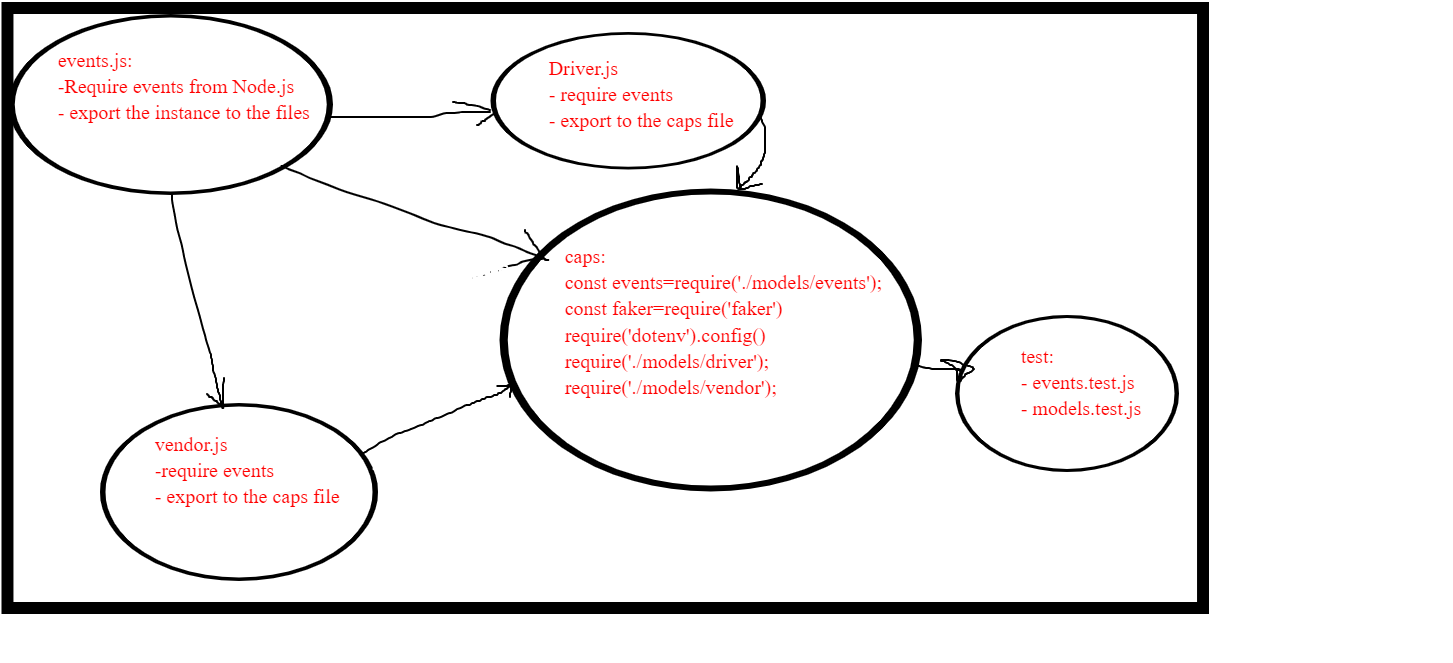 events.js:
-Require events from Node.js
- export the instance to the files
Driver.js
- require events
- export to the caps file
caps:
const events=require('./models/events');
const faker=require('faker')
require('dotenv').config()
require('./models/driver');
require('./models/vendor');
test:
- events.test.js
- models.test.js
vendor.js
-require events
- export to the caps file